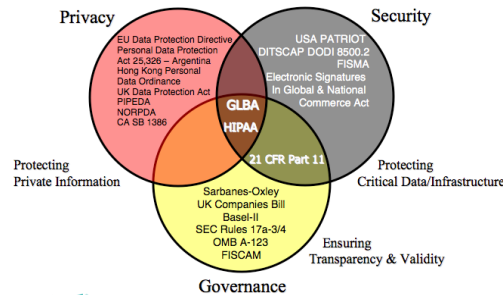 Privacy
Security
EU Data Protection Directive
Personal Data Protection
Act 25,326 – Argentina
Hong Kong Personal
Data Ordinance
UK Data Protection Act
PIPEDA
NORPDA
CA SB 1386
USA PATRIOT
DITSCAP DODI 8500.2
FISMA
Electronic Signatures
In Global & National
Commerce Act
GLBA
HIPAA
21 CFR Part 11
Protecting
Private Information
Protecting
Critical Data/Infrastructure
Sarbanes-Oxley
UK Companies Bill
Basel-II
SEC Rules 17a-3/4
OMB A-123
FISCAM
Ensuring
Transparency & Validity
Governance